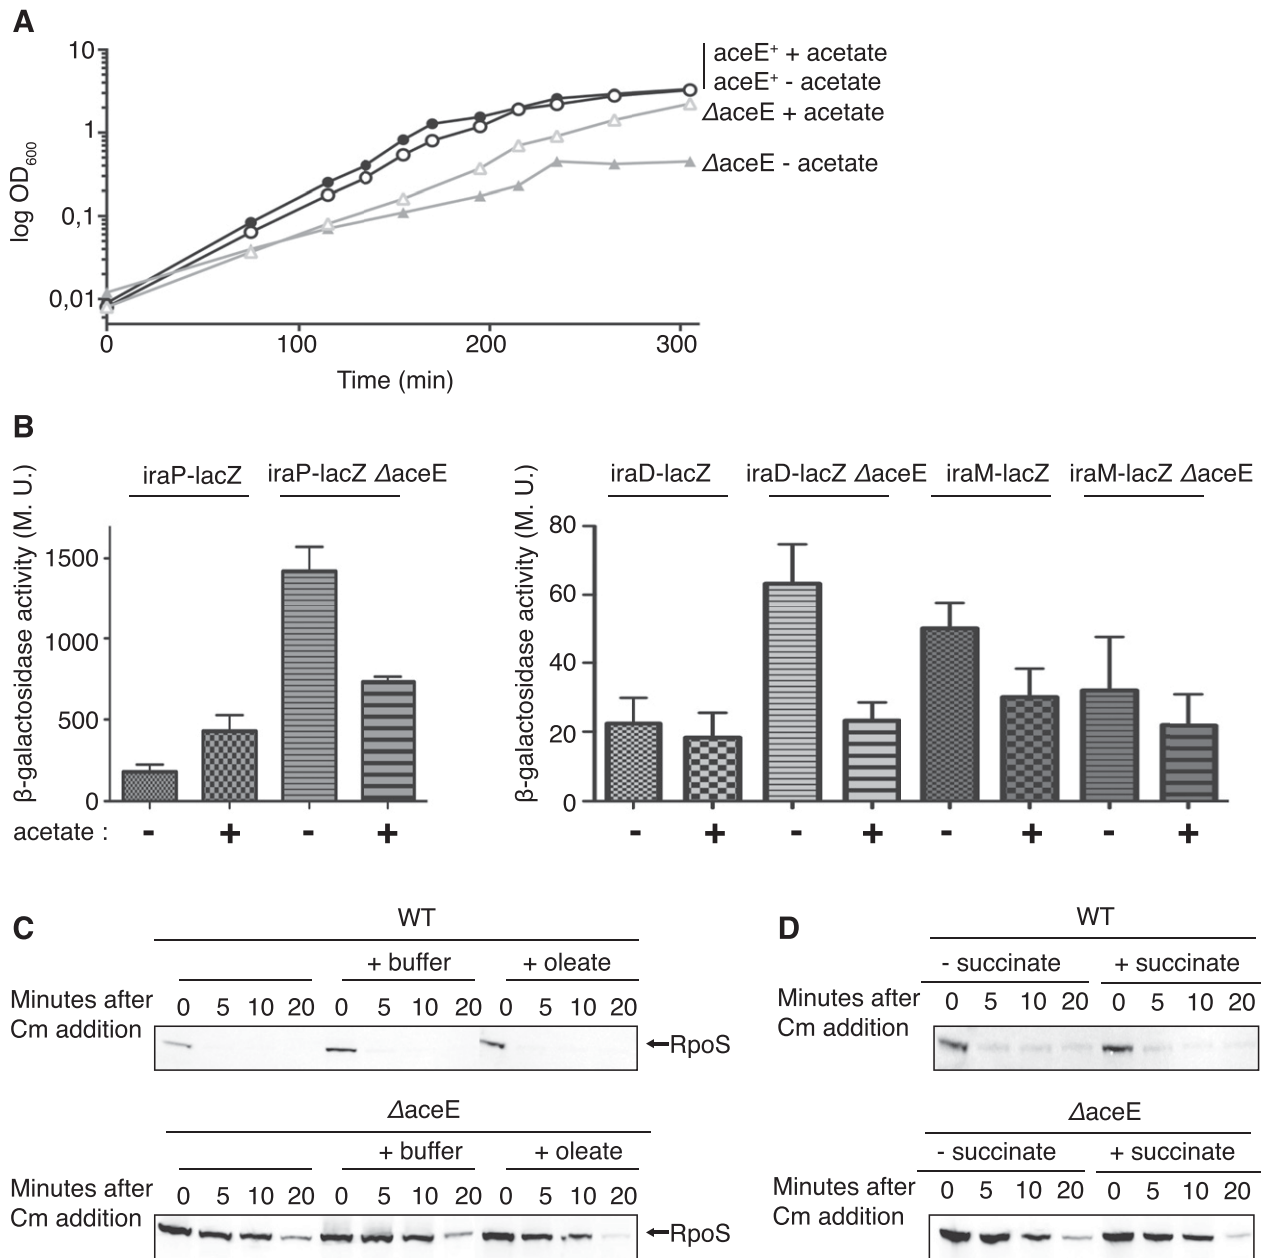 A
log OD600
10
1
0,1
0,01
0
100
200
300
Time (min)
aceE+ + acetate
aceE+ - acetate
ΔaceE + acetate
ΔaceE - acetate
B
β-galactosidase activity (M. U.)
iraP-lacZ
iraP-lacZ ΔaceE
1500
1000
500
0
acetate :
- + - +
β-galactosidase activity (M. U.)
iraD-lacZ
iraD-lacZ ΔaceE
iraM-lacZ
iraM-lacZ ΔaceE
80
60
40
20
0
- + - + - + - +
C
WT
+ buffer
+ oleate
Minutes after
Cm addition
0 5 10 20 0 5 10 20 0 5 10 20
←RpoS
ΔaceE
+ buffer
+ oleate
Minutes after
Cm addition
0 5 10 20 0 5 10 20 0 5 10 20
←RpoS
D
WT
- succinate
+ succinate
Minutes after
Cm addition
0 5 10 20 0 5 10 20
ΔaceE
- succinate
+ succinate
Minutes after
Cm addition
0 5 10 20 0 5 10 20